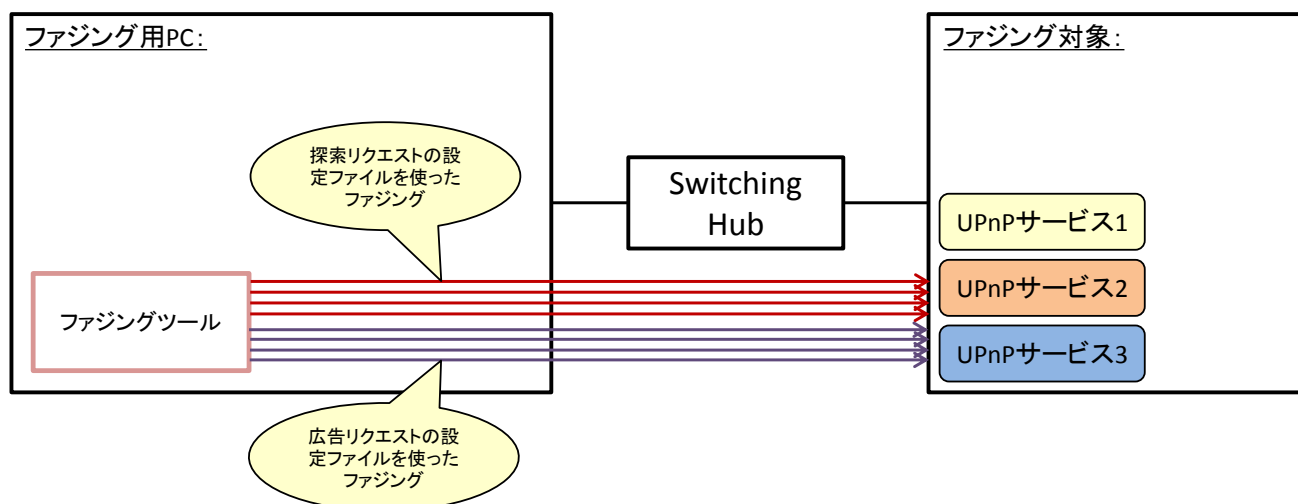 ファジング用PC：
ファジング対象：
探索リクエストの設
定ファイルを使った
ファジング
Switching
Hub
UPnPサービス1
UPnPサービス2
UPnPサービス3
ファジングツール
広告リクエストの設
定ファイルを使った
ファジング